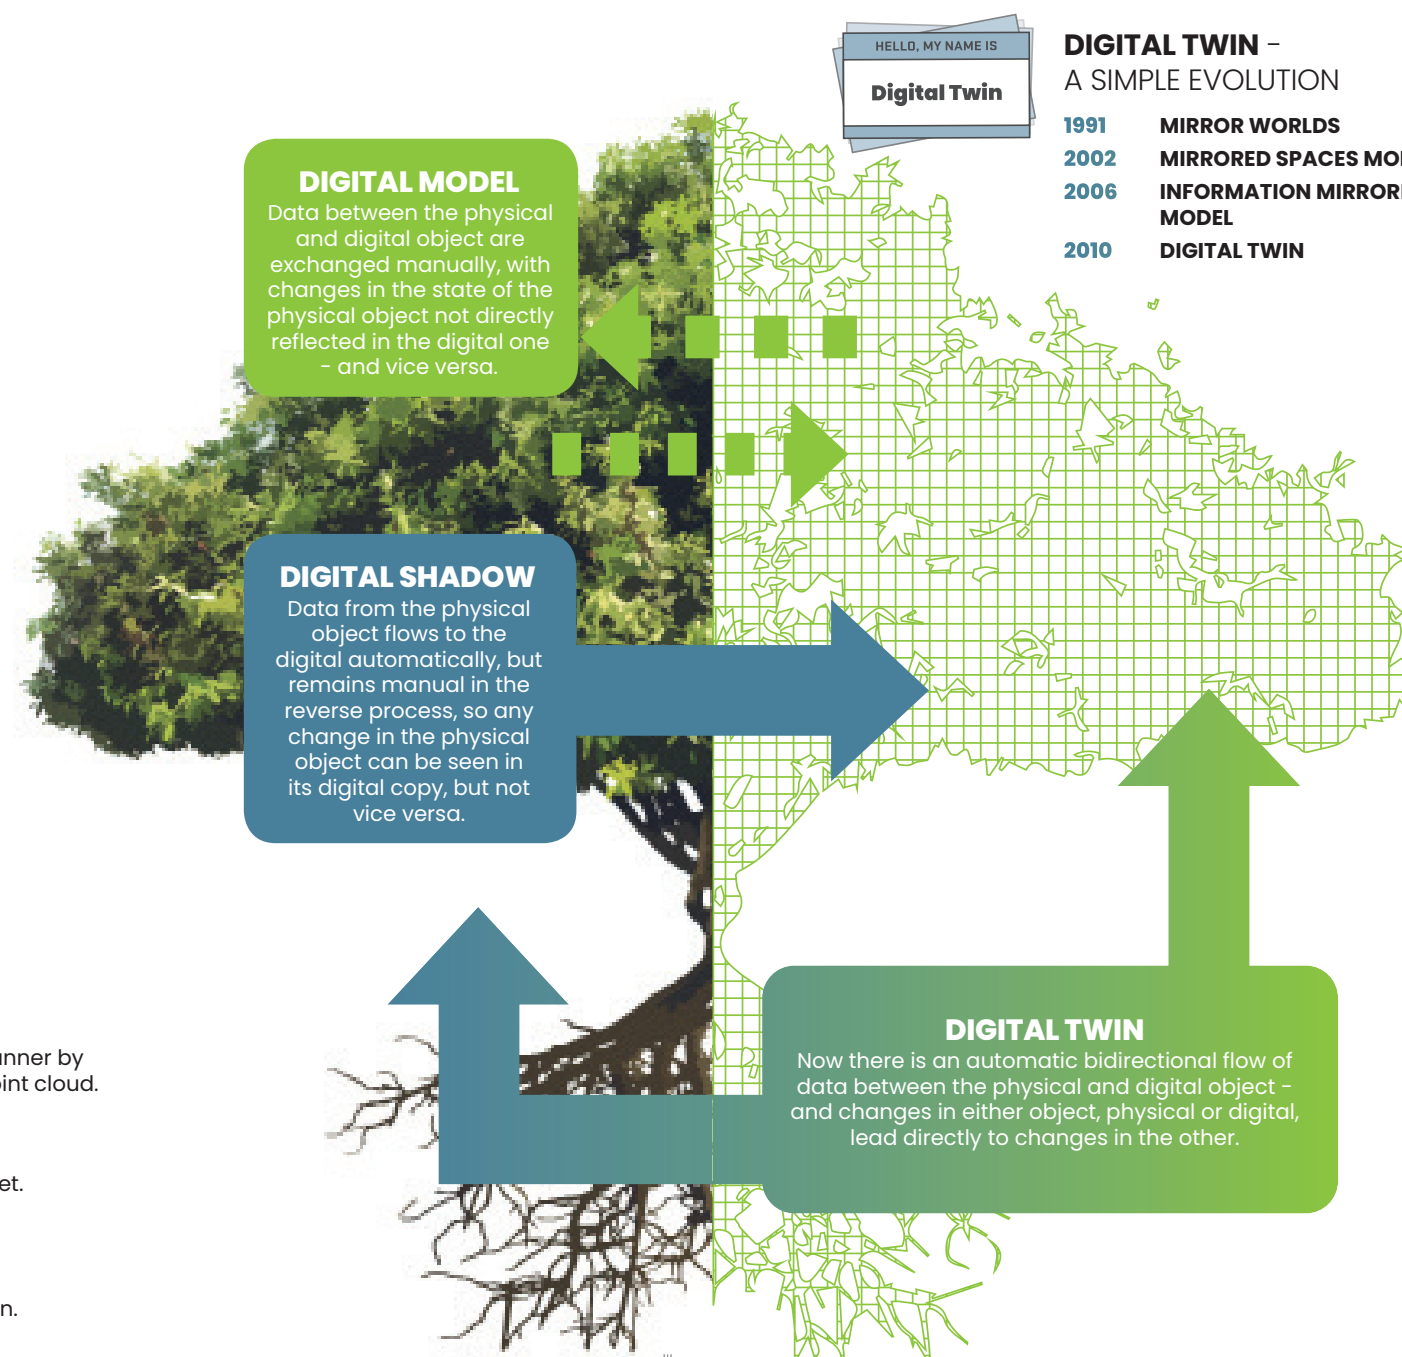 HELLO, MY NAME IS
Digital Twin
DIGITAL TWIN -
A SIMPLE EVOLUTION
1991 MIRROR WORLDS
2002 MIRRORED SPACES MO
2006 INFORMATION MIRROR
MODEL
2010 DIGITAL TWIN
DIGITAL MODEL
Data between the physical
and digital object are
exchanged manually, with
changes in the state of the
physical object not directly
reflected in the digital one
- and vice versa.
DIGITAL SHADOW
Data from the physical
object flows to the
digital automatically, but
remains manual in the
reverse process, so any
change in the physical
object can be seen in
its digital copy, but not
vice versa.
DIGITAL TWIN
Now there is an automatic bidirectional flow of
data between the physical and digital object -
and changes in either object, physical or digital,
lead directly to changes in the other.
nner by
int cloud.
et.
n.